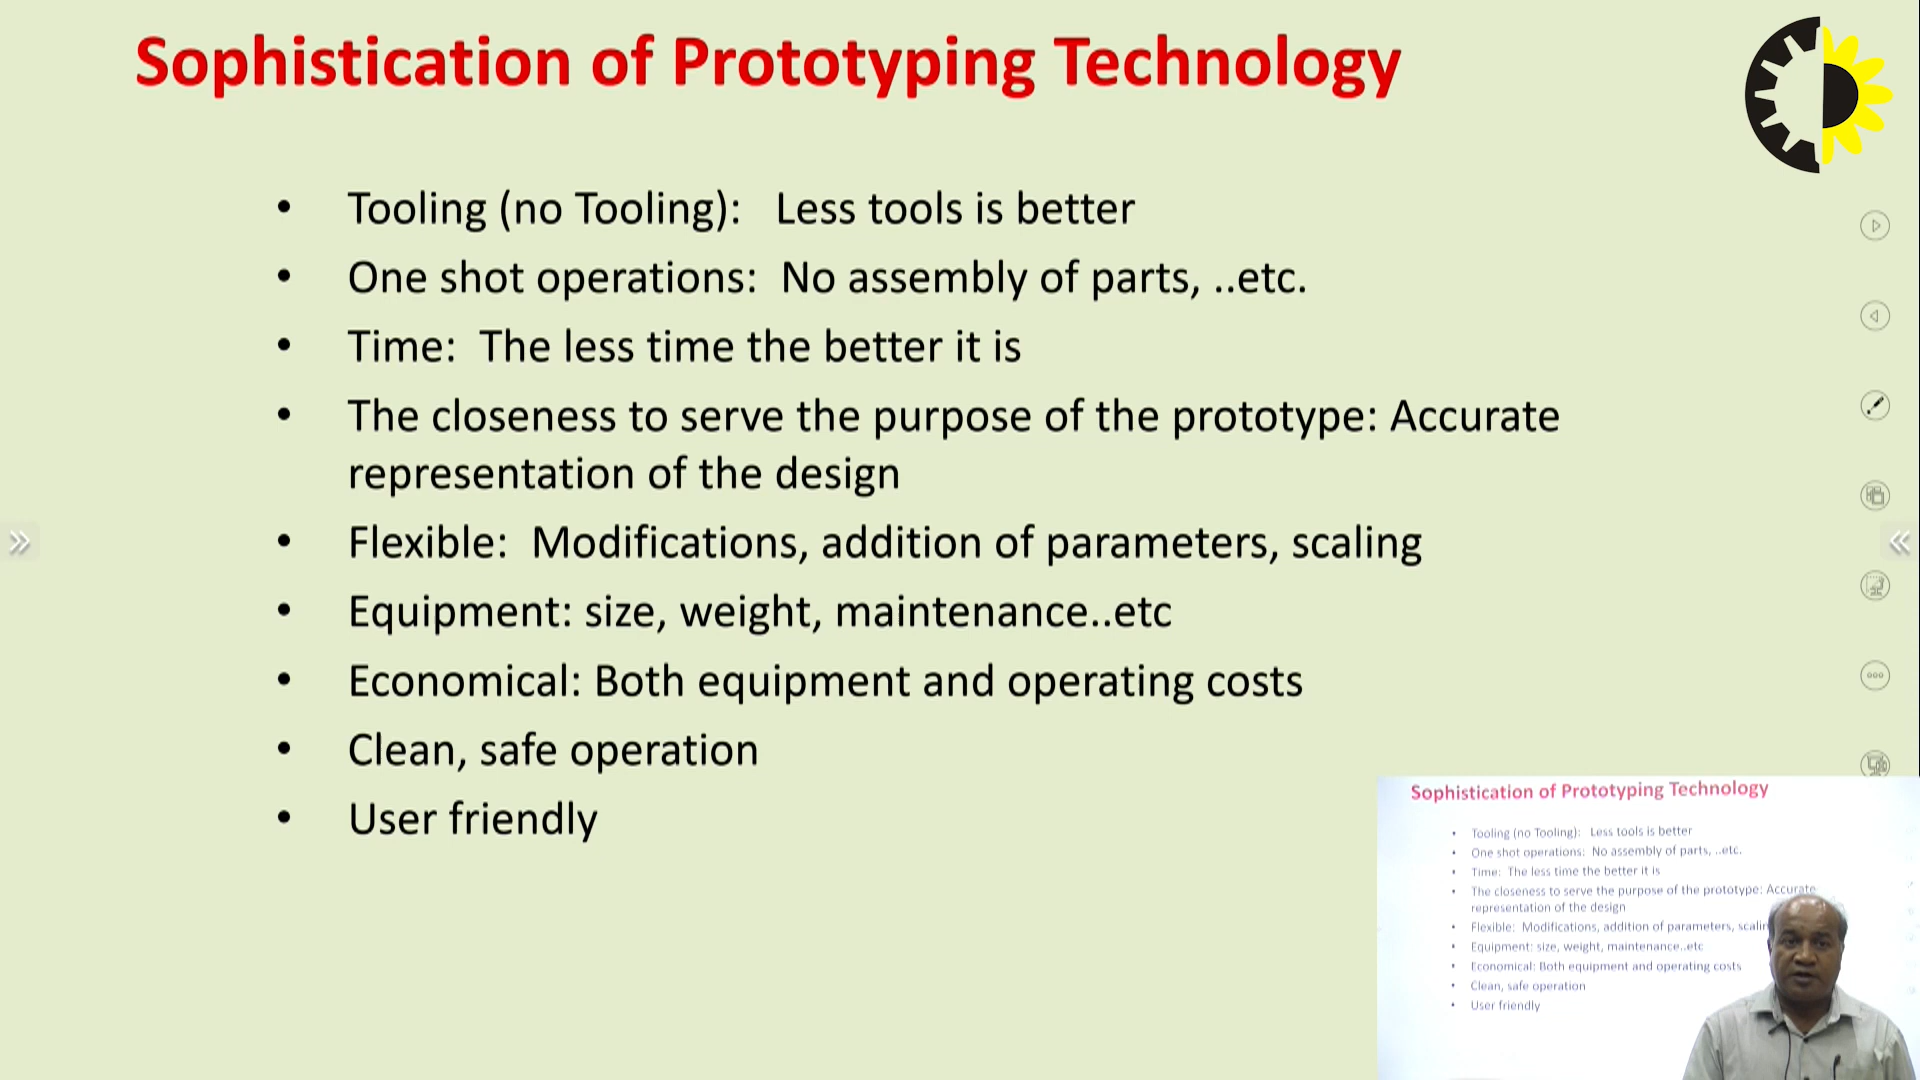 Sophistication of Prototyping Technology
• Tooling (no Tooling): Less tools is better
• One shot operations: No assembly of parts, ..etc.
• Time: The less time the better it is
• The closeness to serve the purpose of the prototype: Accurate
representation of the design
• Flexible: Modifications, addition of parameters, scaling
• Equipment: size, weight, maintenance..etc
• Economical: Both equipment and operating costs
• Clean, safe operation
• User friendly
Sophistication of Prototyping Technology
• Tooling (no Tooling): Less tools is better
• One shot operations: No assembly of parts, ..etc.
• Time: The less time the better it is
• The closeness to serve the purpose of the prototype: Accurate
representation of the design
• Flexible: Modifications, addition of parameters, scalin
• Equipment: size, weight, maintenance..etc
• Economical: Both equipment and operating costs
• Clean, safe operation
• User friendly